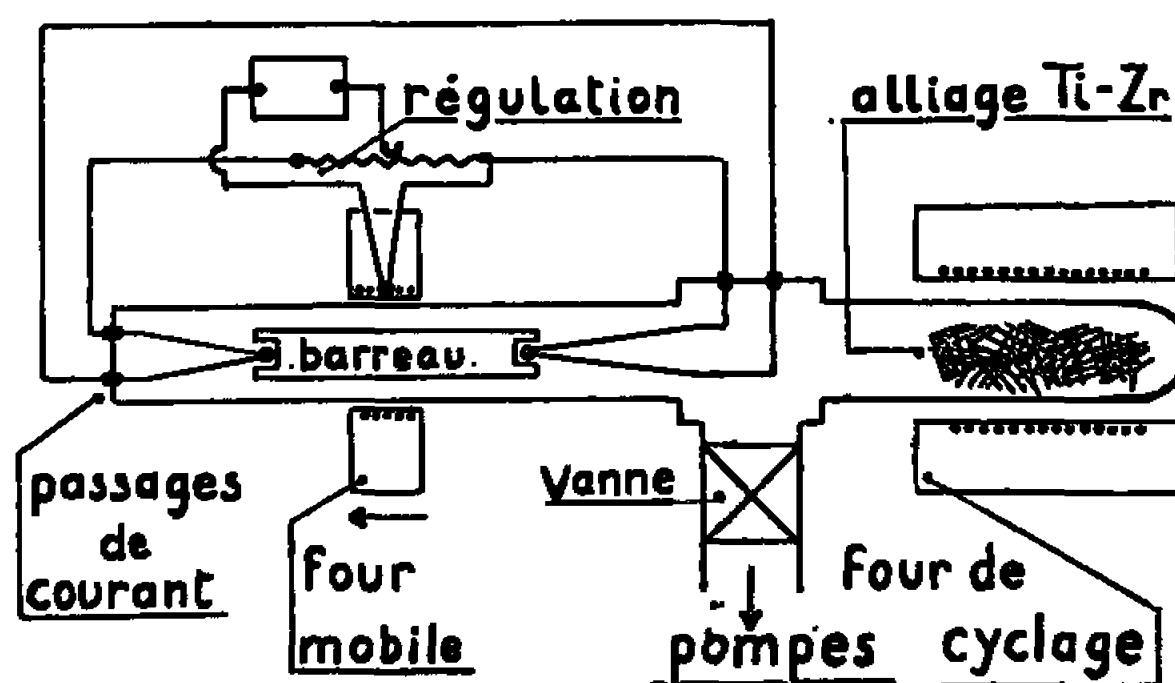 régulation
alliage Ti-Zr
.barreau.
passages
de
courant
Vanne
four
mobile
pompes
four de
cyclage